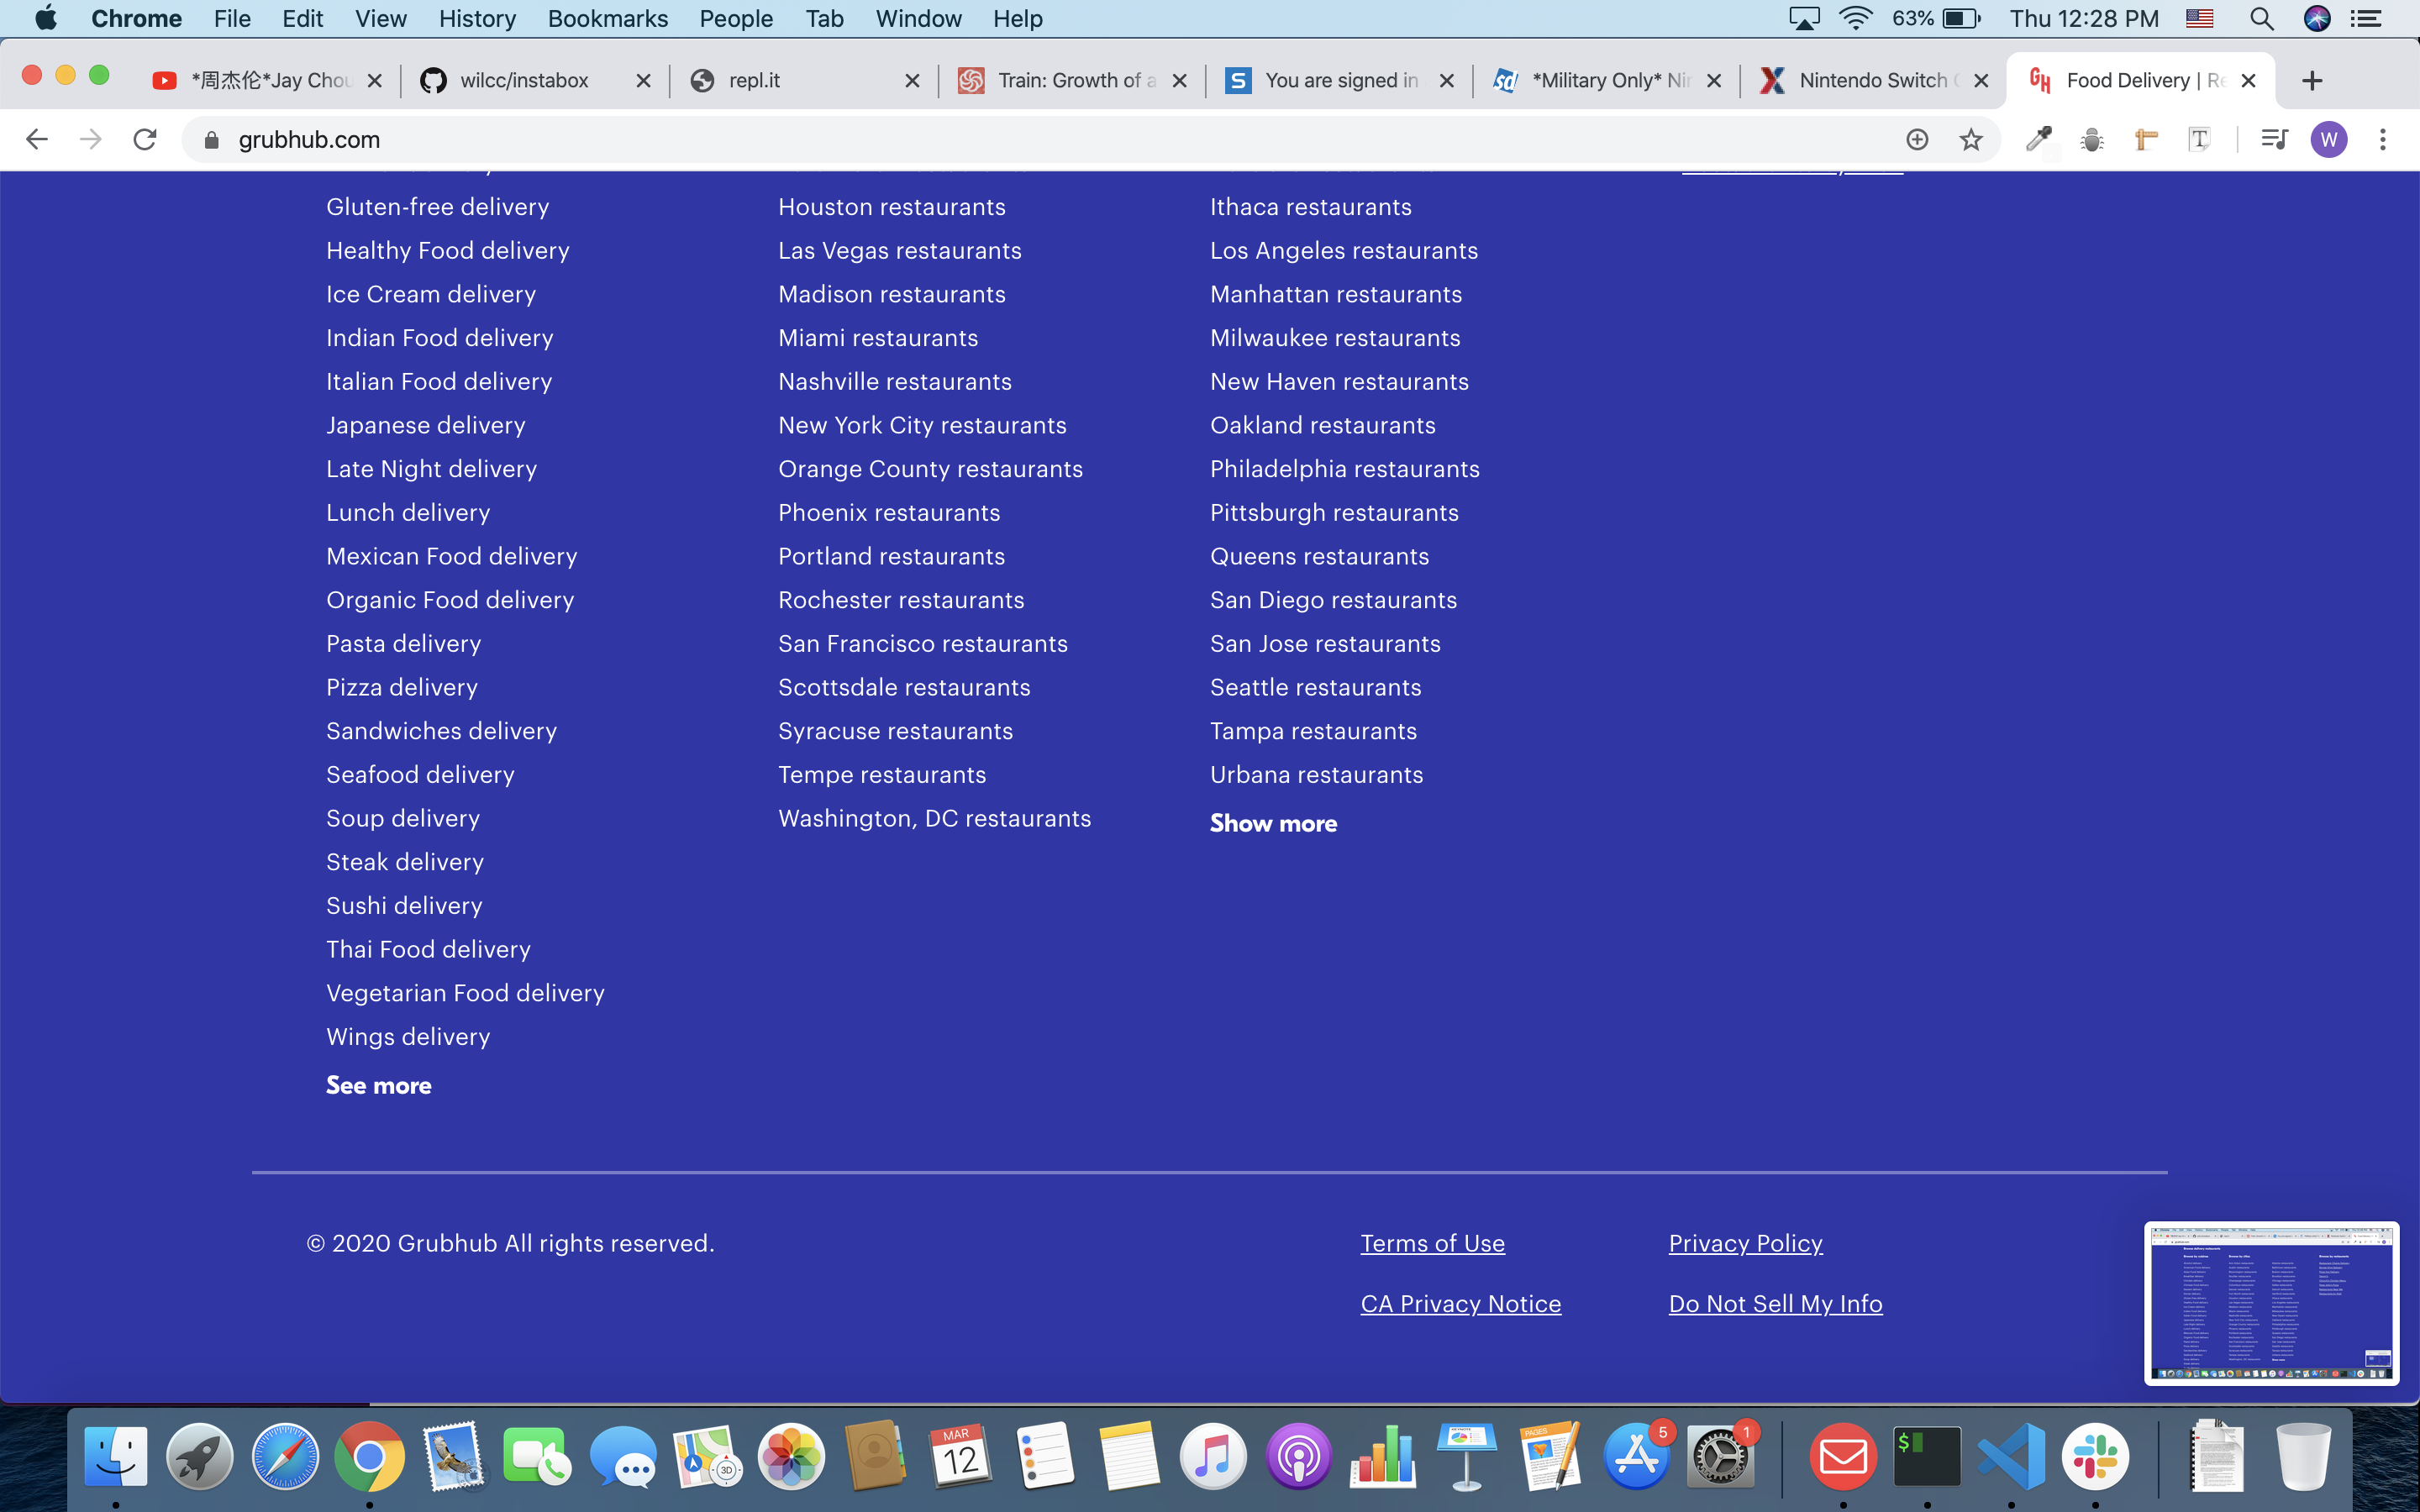 Chrome File Edit View History Bookmarks People Tab Window Help 63% Thu 12:28 PM
*周杰伦*Jay Chou wilcc/instabox repl.it Train: Growth of a You are signed in *Military Only* Nin Nintendo Switch Food Delivery | Re
grubhub.com W
Gluten-free delivery
Healthy Food delivery
Ice Cream delivery
Indian Food delivery
Italian Food delivery
Japanese delivery
Late Night delivery
Lunch delivery
Mexican Food delivery
Organic Food delivery
Pasta delivery
Pizza delivery
Sandwiches delivery
Seafood delivery
Soup delivery
Steak delivery
Sushi delivery
Thai Food delivery
Vegetarian Food delivery
Wings delivery
See more
Houston restaurants
Las Vegas restaurants
Madison restaurants
Miami restaurants
Nashville restaurants
New York City restaurants
Orange County restaurants
Phoenix restaurants
Portland restaurants
Rochester restaurants
San Francisco restaurants
Scottsdale restaurants
Syracuse restaurants
Tempe restaurants
Washington, DC restaurants
Ithaca restaurants
Los Angeles restaurants
Manhattan restaurants
Milwaukee restaurants
New Haven restaurants
Oakland restaurants
Philadelphia restaurants
Pittsburgh restaurants
Queens restaurants
San Diego restaurants
San Jose restaurants
Seattle restaurants
Tampa restaurants
Urbana restaurants
Show more
© 2020 Grubhub All rights reserved.
Terms of Use Privacy Policy
CA Privacy Notice Do Not Sell My Info
MAR
12
3D
PAGES
5
1
$